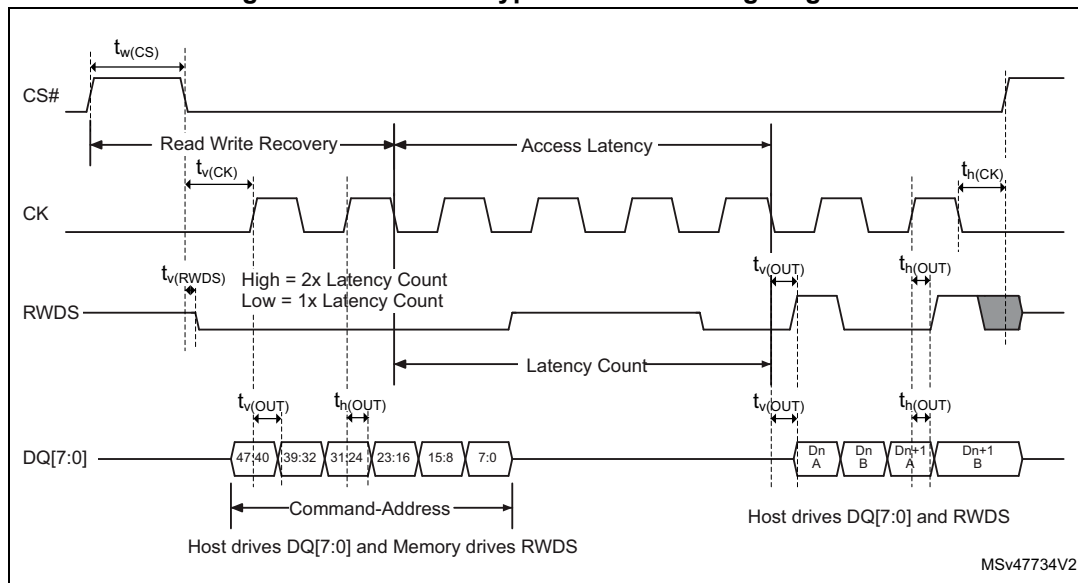 tw(CS)
CS#
Read Write Recovery
Access Latency
tv(CK)
th(CK)
CK
tv(RWDS)
High = 2x Latency Count
Low = 1x Latency Count
tv(OUT)
th(OUT)
RWDS
Latency Count
tv(OUT)
th(OUT)
tv(OUT)
th(OUT)
DQ[7:0]
47:40
39:32
31:24
23:16
15:8
7:0
Dn
A
Dn
B
Dn+1
A
Dn+1
B
Command-Address
Host drives DQ[7:0] and RWDS
Host drives DQ[7:0] and Memory drives RWDS
MSv47734V2